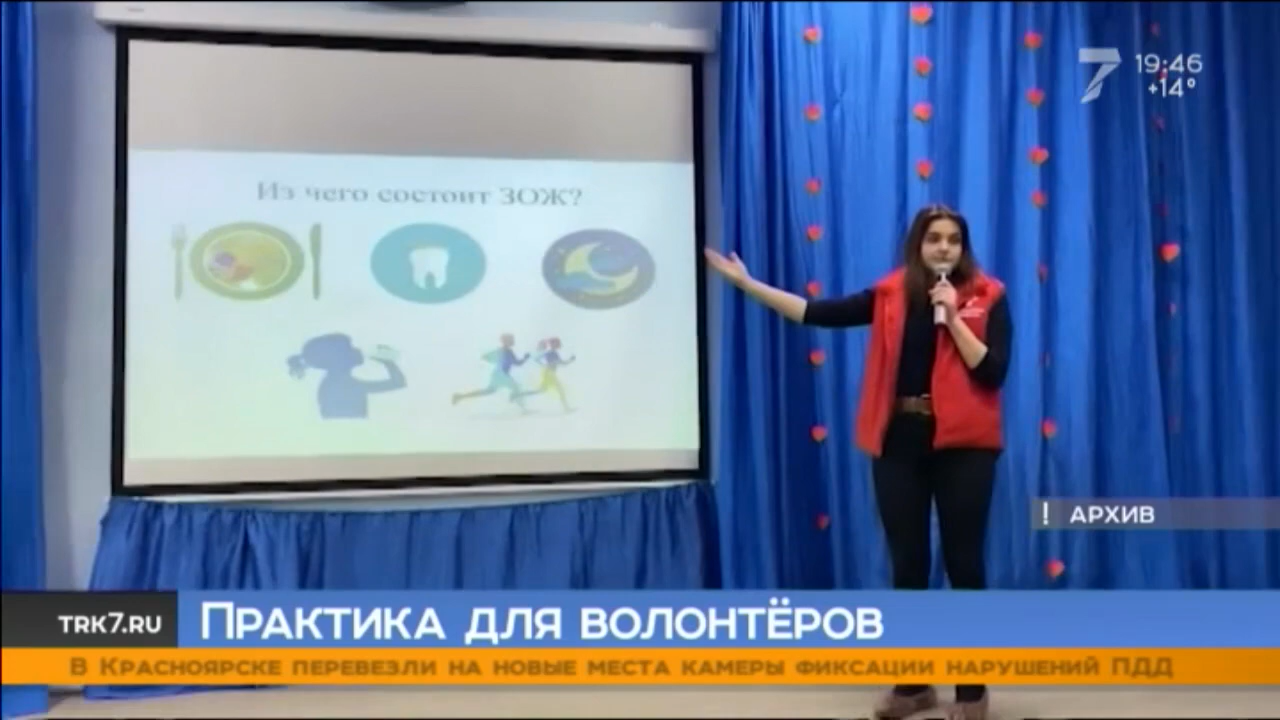 7 19:46
+14°
Из чего состоит ЗОЖ?
! АРХИВ
TRK7.RU ПРАКТИКА ДЛЯ ВОЛОНТЁРОВ
В КРАСНОЯРСКЕ ПЕРЕВЕЗЛИ НА НОВЫЕ МЕСТА КАМЕРЫ ФИКСАЦИИ НАРУШЕНИЙ ПДД